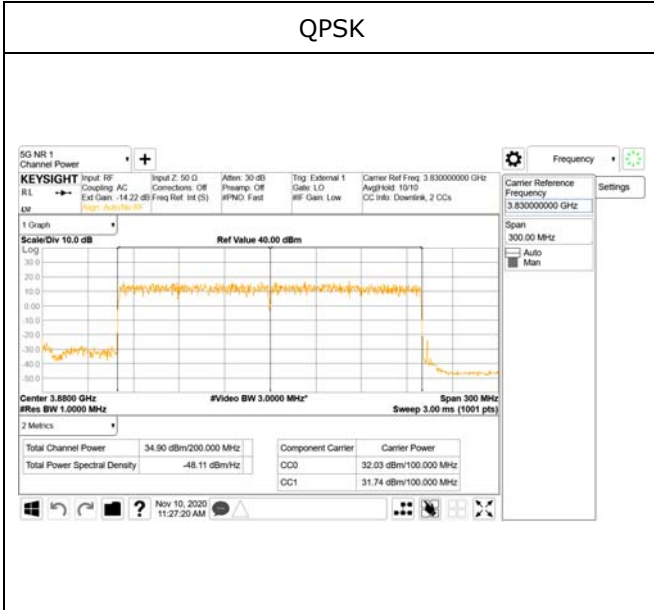 QPSK
5G NR 1
Channel Power
Frequency
KEYSIGHT
RL
Input: RF
Coupling: AC
Ext Gain: -14.22 dB
Align: Auto/No RF
Input Z: 50 Ω
Corrections: Off
Freq Ref: Int (S)
Atten: 30 dB
Preamp: Off
#PNO: Fast
Trig: External 1
Gate: LO
#IF Gain: Low
Carrier Ref Freq: 3.830000000 GHz
Avg|Hold: 10/10
CC Info: Downlink, 2 CCs
Carrier Reference
Frequency
3.830000000 GHz
Settings
Span
300.00 MHz
Auto
Man
1 Graph
Scale/Div 10.0 dB
Ref Value 40.00 dBm
Log
30.0
20.0
10.0
0.00
-10.0
-20.0
-30.0
-40.0
-50.0
Center 3.8800 GHz
#Video BW 3.0000 MHz*
Span 300 MHz
#Res BW 1.0000 MHz
Sweep 3.00 ms (1001 pts)
2 Metrics
Total Channel Power 34.90 dBm/200.000 MHz
Total Power Spectral Density -48.11 dBm/Hz
Component Carrier Carrier Power
CC0 32.03 dBm/100.000 MHz
CC1 31.74 dBm/100.000 MHz
Nov 10, 2020
11:27:20 AM